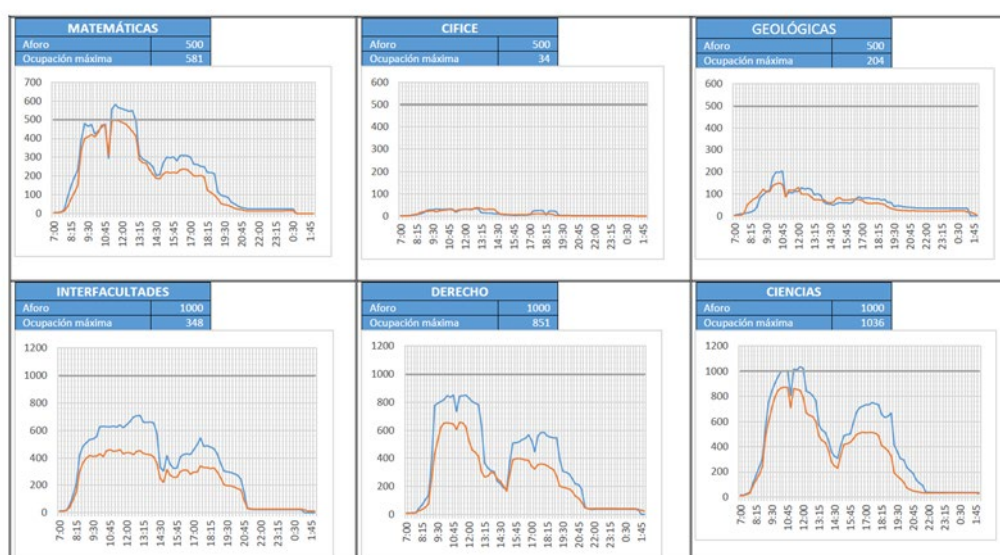 MATEMÁTICAS
Aforo 500
Ocupación máxima 581
700
600
500
400
300
200
100
0
7:00 8:15 9:30 10:45 12:00 13:15 14:30 15:45 17:00 18:15 19:30 20:45 22:00 23:15 0:30 1:45
CIFICE
Aforo 500
Ocupación máxima 34
600
500
400
300
200
100
0
7:00 8:15 9:30 10:45 12:00 13:15 14:30 15:45 17:00 18:15 19:30 20:45 22:00 23:15 0:30 1:45
GEOLÓGICAS
Aforo 500
Ocupación máxima 204
600
500
400
300
200
100
0
7:00 8:15 9:30 10:45 12:00 13:15 14:30 15:45 17:00 18:15 19:30 20:45 22:00 23:15 0:30 1:45
INTERFACULTADES
Aforo 1000
Ocupación máxima 348
1200
1000
800
600
400
200
0
7:00 8:15 9:30 10:45 12:00 13:15 14:30 15:45 17:00 18:15 19:30 20:45 22:00 23:15 0:30 1:45
DERECHO
Aforo 1000
Ocupación máxima 851
1200
1000
800
600
400
200
0
7:00 8:15 9:30 10:45 12:00 13:15 14:30 15:45 17:00 18:15 19:30 20:45 22:00 23:15 0:30 1:45
CIENCIAS
Aforo 1000
Ocupación máxima 1036
1200
1000
800
600
400
200
0
7:00 8:15 9:30 10:45 12:00 13:15 14:30 15:45 17:00 18:15 19:30 20:45 22:00 23:15 0:30 1:45